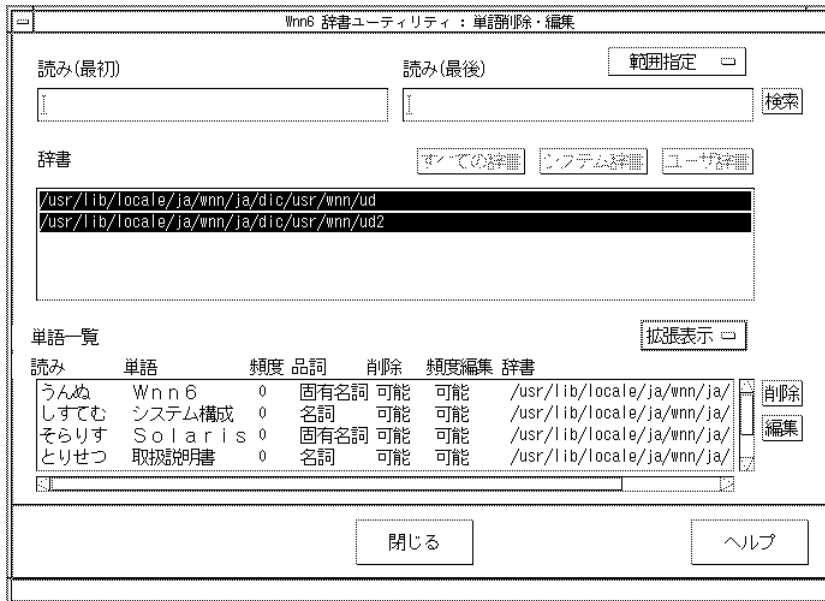 Wnn6 辞書ユーティリティ : 単語削除・編集
読み(最初) 読み(最後) 範囲指定
検索
辞書 すべての辞書 システム辞書 ユーザ辞書
/usr/lib/locale/ja/wnn/ja/dic/usr/wnn/ud
/usr/lib/locale/ja/wnn/ja/dic/usr/wnn/ud2
単語一覧 拡張表示
読み 単語 頻度 品詞 削除 頻度編集 辞書
うんぬ Ｗｎｎ６ 0 固有名詞 可能 可能 /usr/lib/locale/ja/wnn/ja/ 削除
しすてむ システム構成 0 名詞 可能 可能 /usr/lib/locale/ja/wnn/ja/
そらりす Ｓｏｌａｒｉｓ 0 固有名詞 可能 可能 /usr/lib/locale/ja/wnn/ja/ 編集
とりせつ 取扱説明書 0 名詞 可能 可能 /usr/lib/locale/ja/wnn/ja/
閉じる ヘルプ